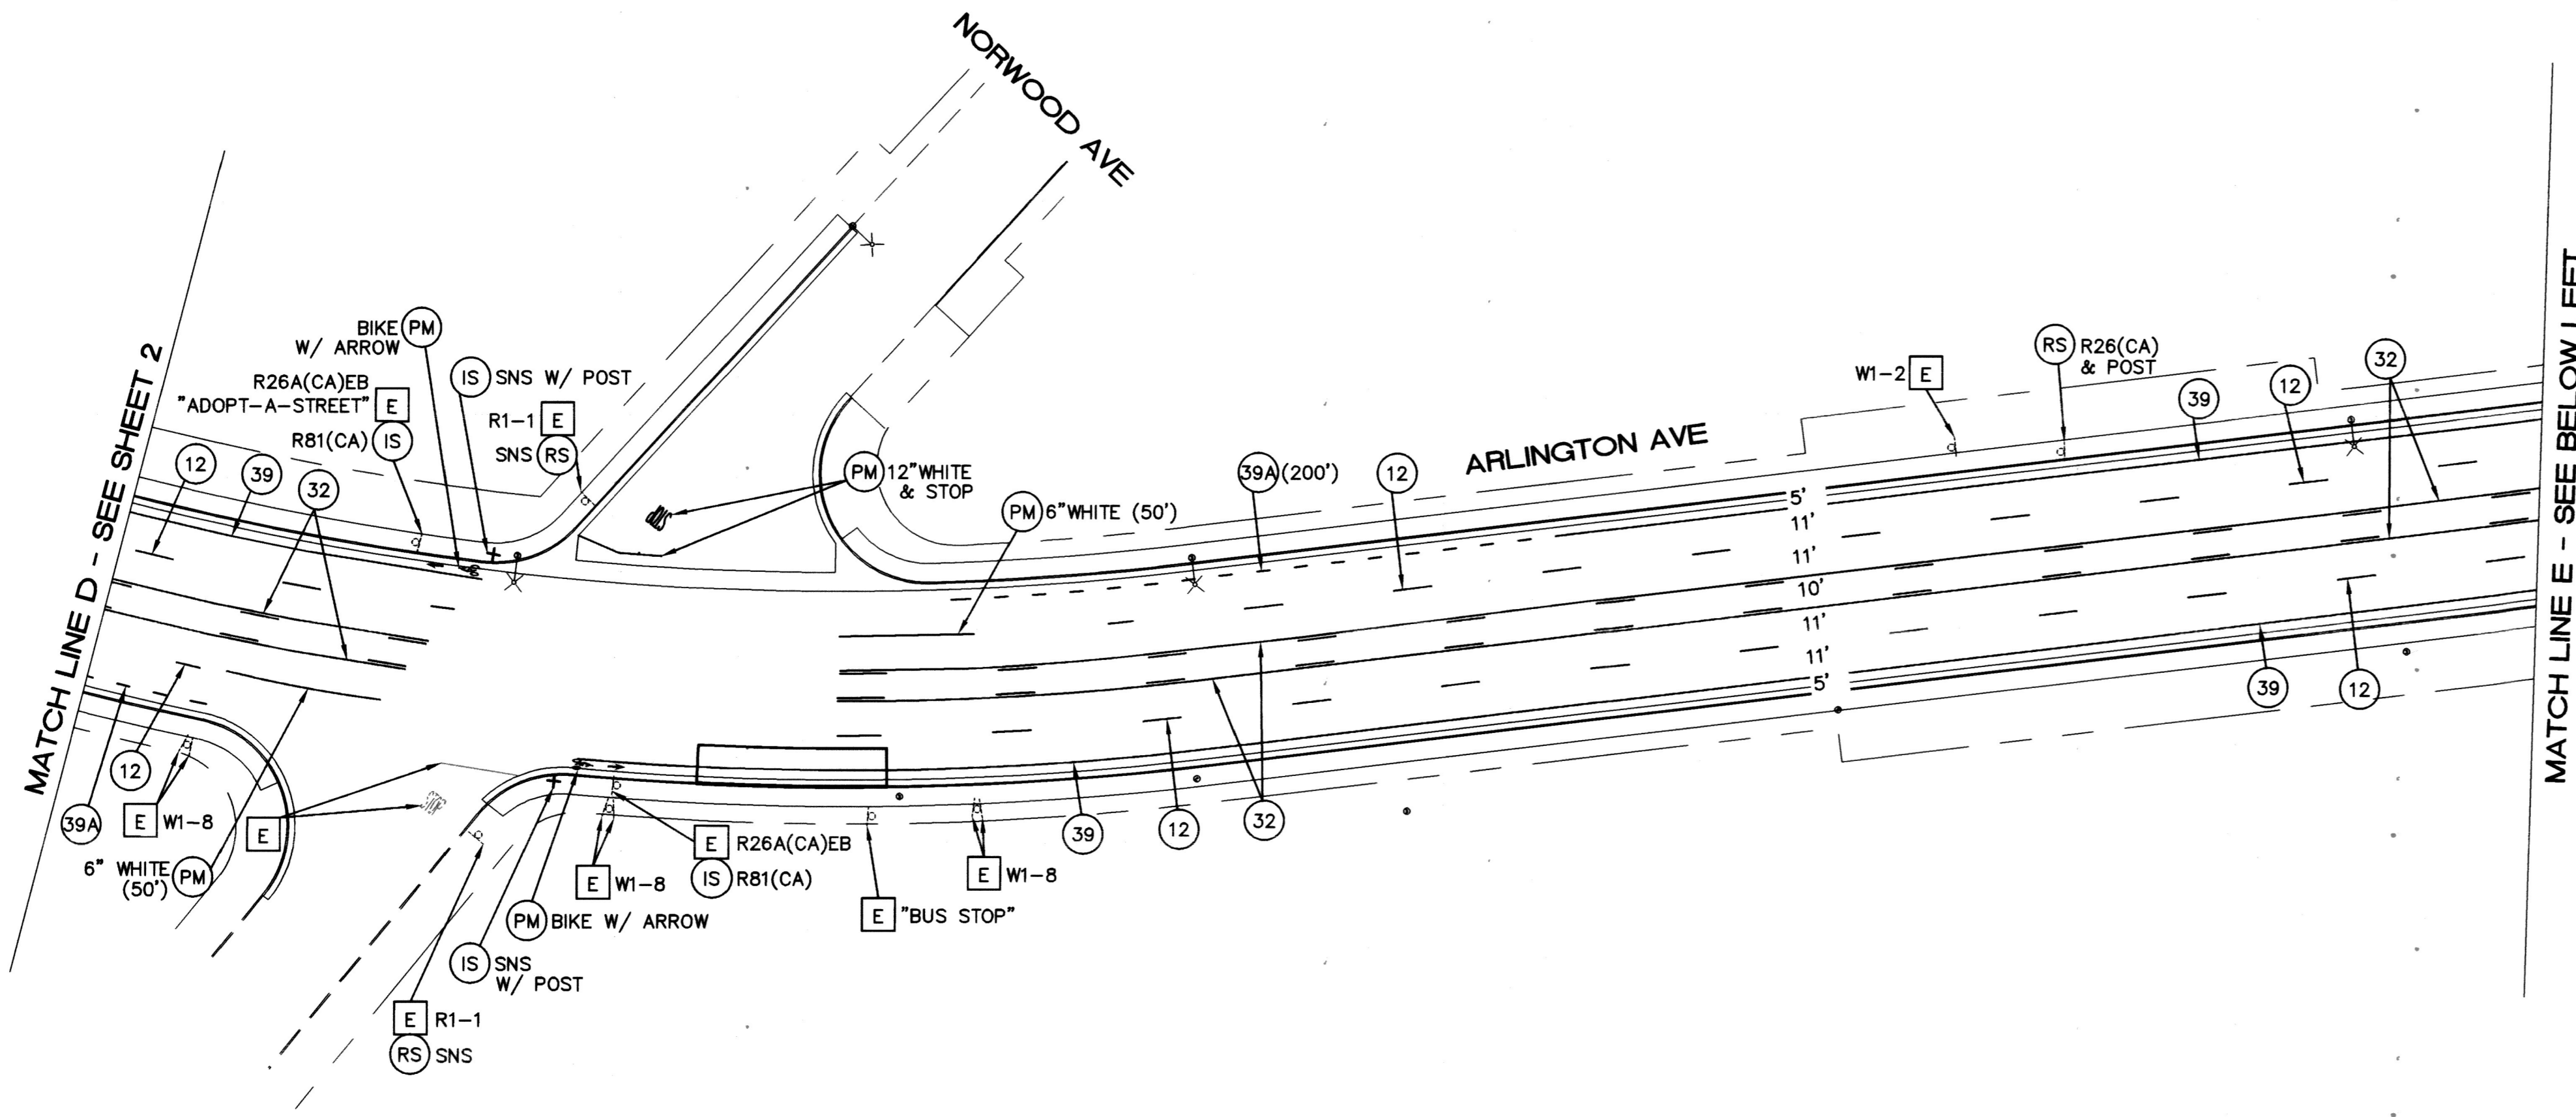 NORWOOD AVE
MATCH LINE D - SEE SHEET 2
BIKE PM
W/ ARROW
IS SNS W/ POST
R26A(CA)EB
"ADOPT-A-STREET" E
R81(CA) IS
R1-1 E
SNS RS
12
39
32
PM 12"WHITE
& STOP
PM 6"WHITE (50')
39A (200')
12
ARLINGTON AVE
W1-2 E
RS R26(CA)
& POST
39
12
32
5'
11'
11'
10'
11'
11'
5'
12
39A
E W1-8
6" WHITE
(50') PM
E
STOP
E R1-1
RS SNS
IS SNS
W/ POST
PM BIKE W/ ARROW
E W1-8
E R26A(CA)EB
IS R81(CA)
E "BUS STOP"
E W1-8
39
12
32
39
12
MATCH LINE E - SEE BELOW LEFT